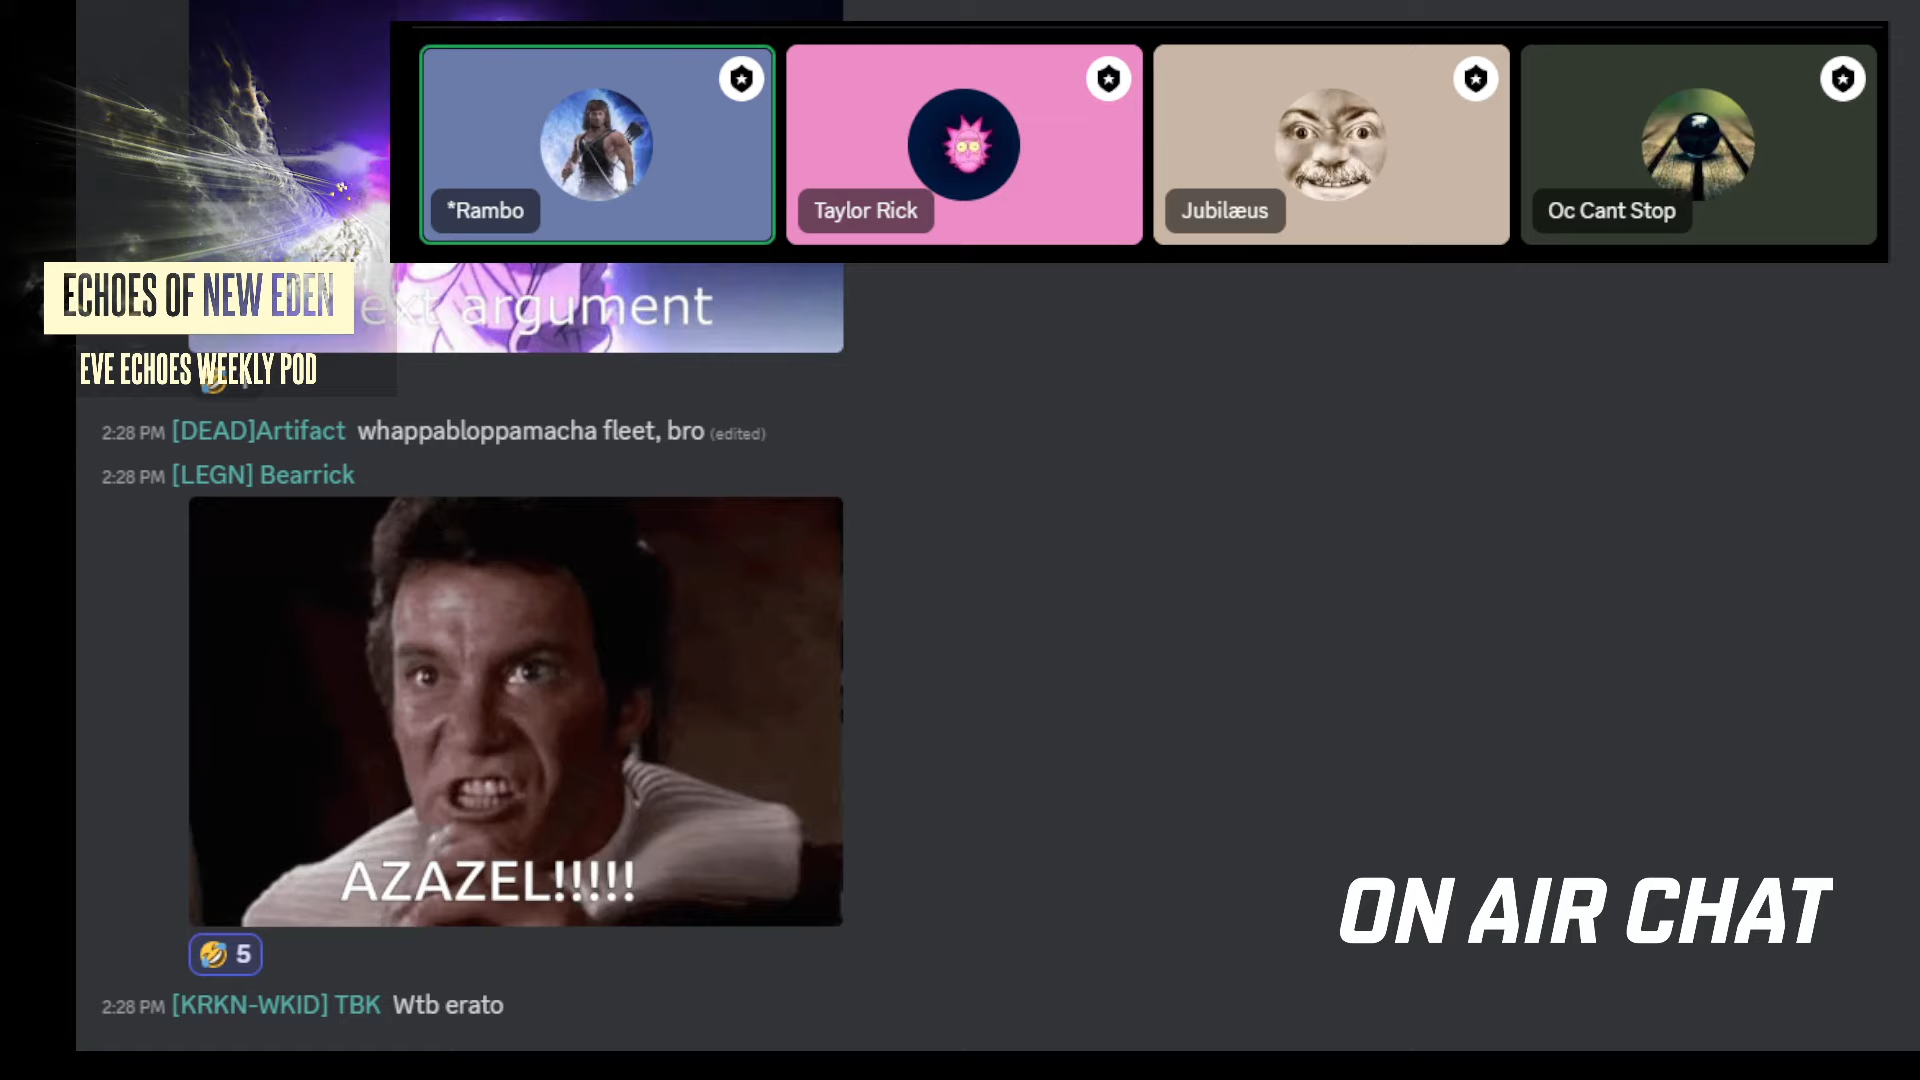 *Rambo
Taylor Rick
Jubilæus
Oc Cant Stop
ECHOES OF NEW EDEN
ext argument
EVE ECHOES WEEKLY POD
2:28 PM [DEAD]Artifact whappabloppamacha fleet, bro (edited)
2:28 PM [LEGN] Bearrick
AZAZEL!!!!!
5
ON AIR CHAT
2:28 PM [KRKN-WKID] TBK Wtb erato